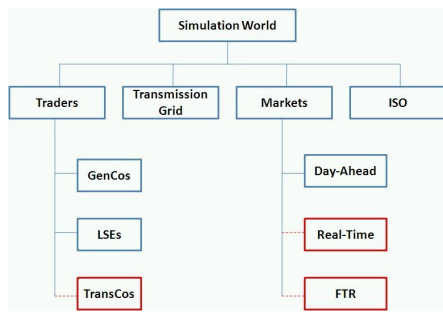 Simulation World
Traders
Transmission
Grid
Markets
ISO
GenCos
LSEs
TransCos
Day-Ahead
Real-Time
FTR